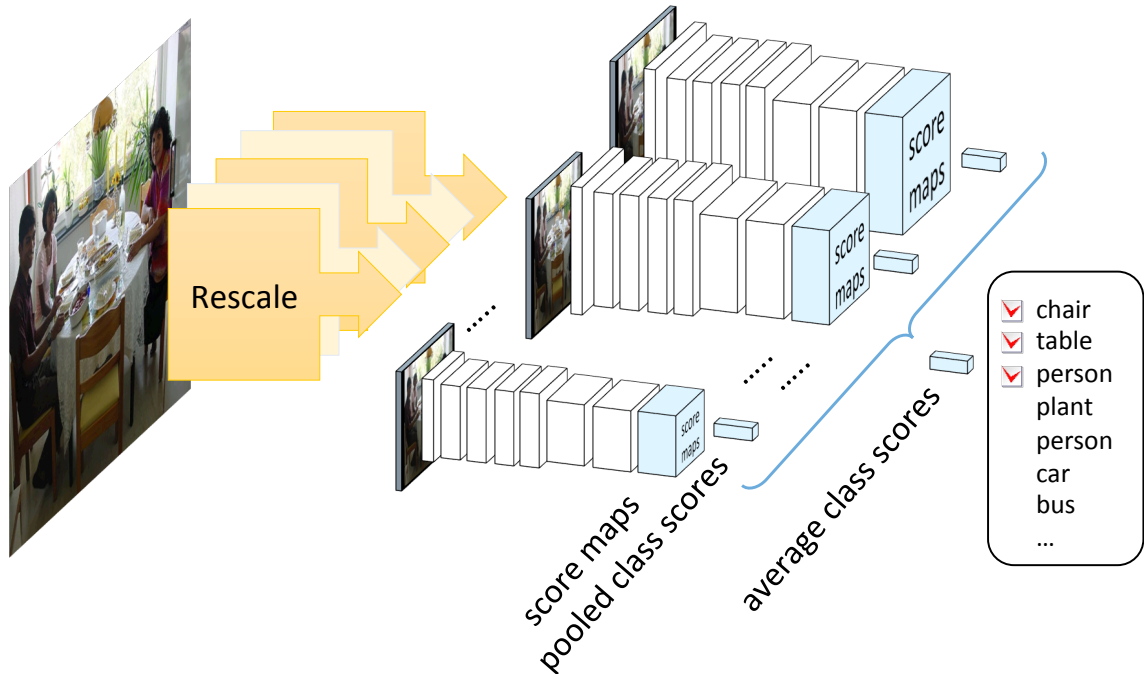 Rescale
score
maps
score
maps
score
maps
.....
.....
.....
score maps
pooled class scores
average class scores
chair
table
person
plant
person
car
bus
...